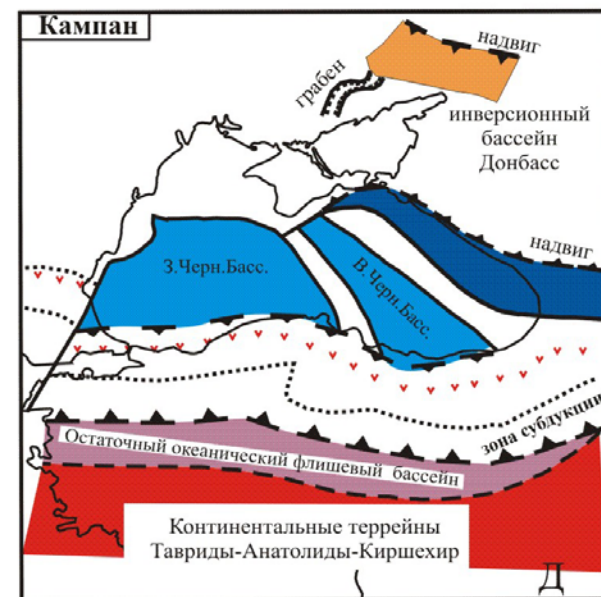 Кампан
надвиг
грабен
инверсионный
бассейн
Донбасс
надвиг
З.Черн.Басс.
В.Черн.Басс.
зона субдукции
Остаточный океанический флишевый бассейн
Континентальные террейны
Тавриды-Анатолиды-Киршехир
Д